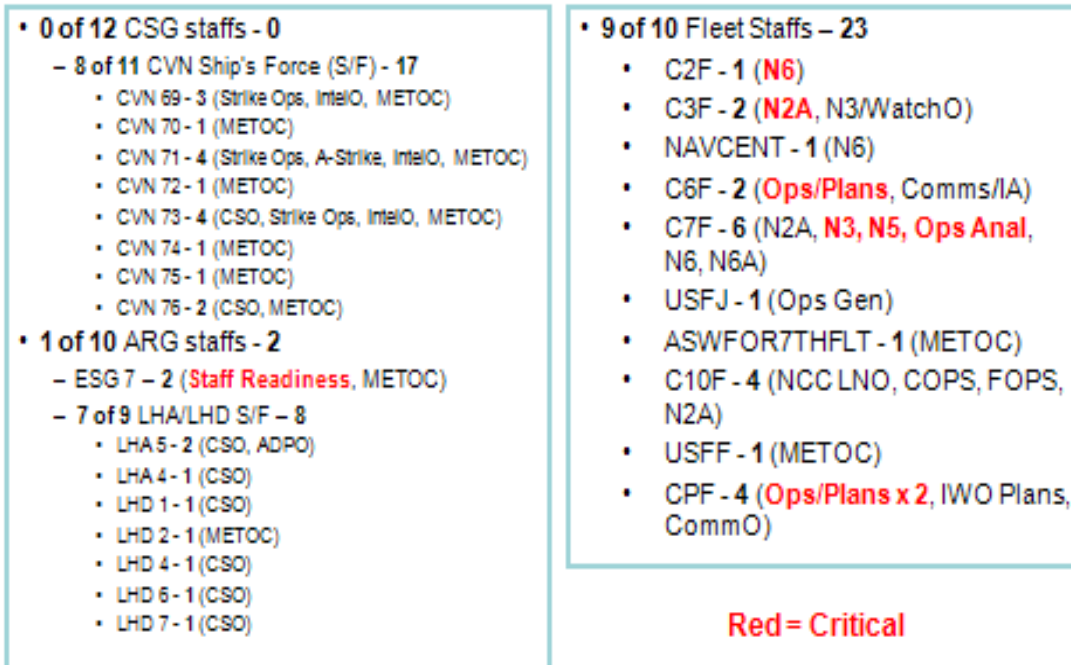 • 0 of 12 CSG staffs - 0
– 8 of 11 CVN Ship's Force (S/F) - 17
• CVN 69 - 3 (Strike Ops, IntelO, METOC)
• CVN 70 - 1 (METOC)
• CVN 71 - 4 (Strike Ops, A-Strike, IntelO, METOC)
• CVN 72 - 1 (METOC)
• CVN 73 - 4 (CSO, Strike Ops, IntelO, METOC)
• CVN 74 - 1 (METOC)
• CVN 75 - 1 (METOC)
• CVN 76 - 2 (CSO, METOC)
• 1 of 10 ARG staffs - 2
– ESG 7 – 2 (Staff Readiness, METOC)
– 7 of 9 LHA/LHD S/F – 8
• LHA 5 - 2 (CSO, ADPO)
• LHA 4 - 1 (CSO)
• LHD 1 - 1 (CSO)
• LHD 2 - 1 (METOC)
• LHD 4 - 1 (CSO)
• LHD 6 - 1 (CSO)
• LHD 7 - 1 (CSO)
• 9 of 10 Fleet Staffs – 23
• C2F - 1 (N6)
• C3F - 2 (N2A, N3/WatchO)
• NAVCENT - 1 (N6)
• C6F - 2 (Ops/Plans, Comms/IA)
• C7F - 6 (N2A, N3, N5, Ops Anal,
N6, N6A)
• USFJ - 1 (Ops Gen)
• ASWFOR7THFLT - 1 (METOC)
• C10F - 4 (NCC LNO, COPS, FOPS,
N2A)
• USFF - 1 (METOC)
• CPF - 4 (Ops/Plans x 2, IWO Plans,
CommO)
Red = Critical